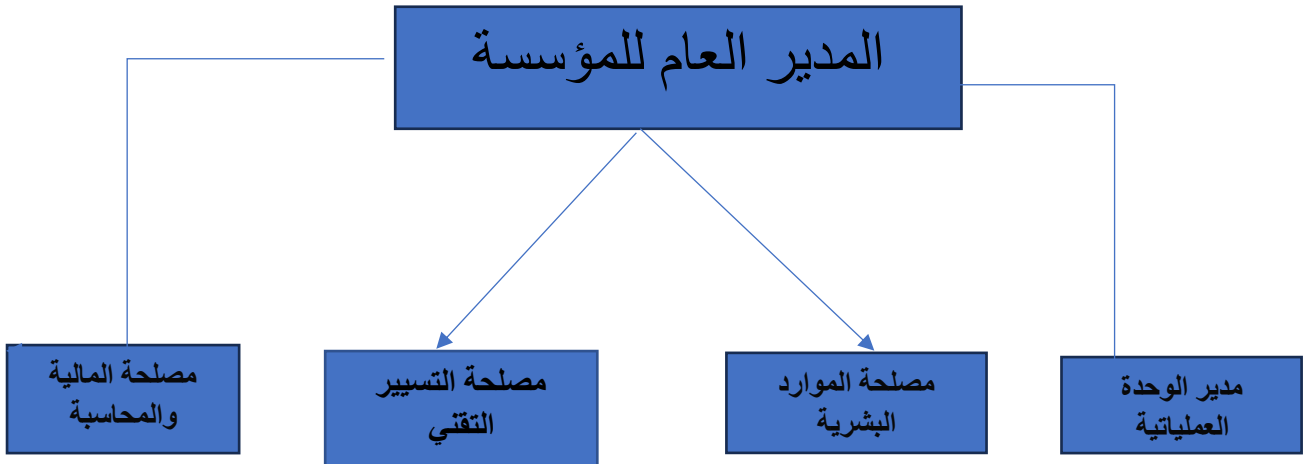 المدير العام للمؤسسة
مدير الوحدة
العملياتية
مصلحة الموارد
البشرية
مصلحة التسيير
التقني
مصلحة المالية
والمحاسبة